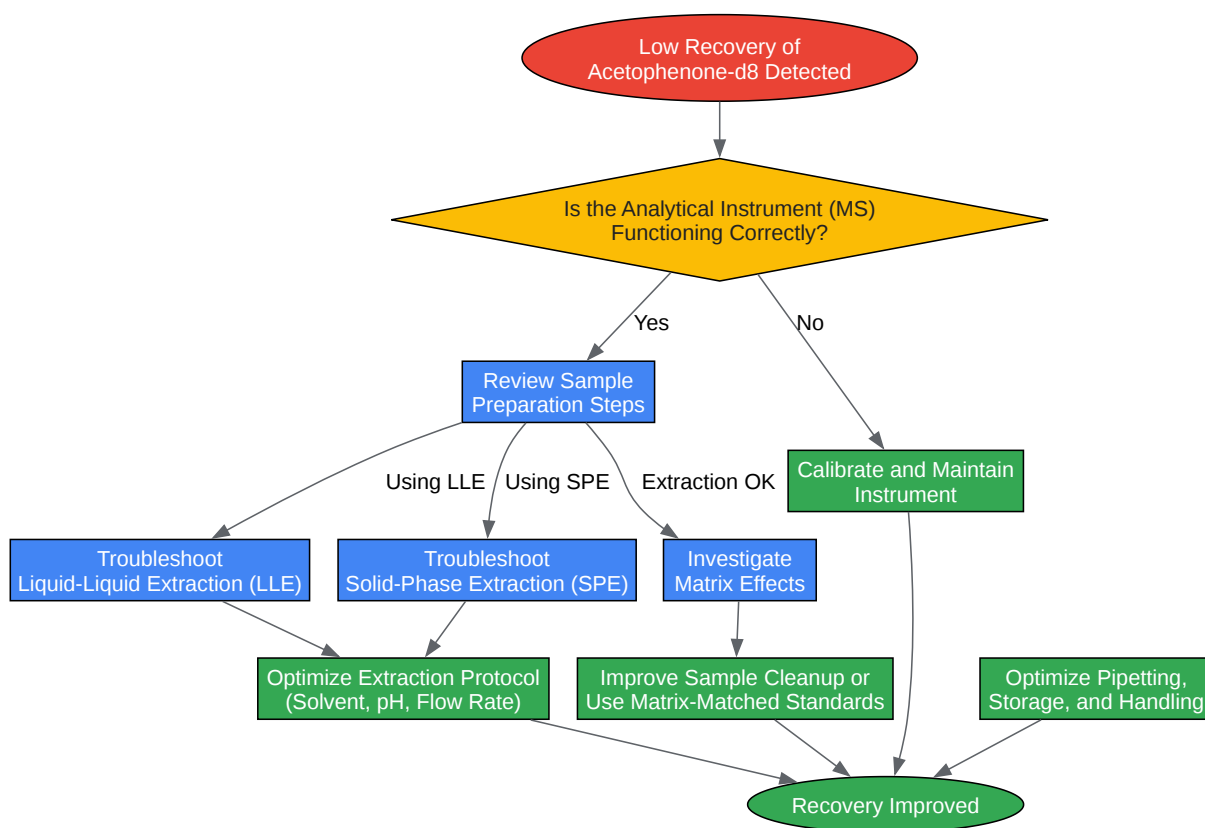 Low Recovery of
Acetophenone-d8 Detected
Is the Analytical Instrument (MS)
Functioning Correctly?
Yes
No
Review Sample
Preparation Steps
Calibrate and Maintain
Instrument
Using LLE
Using SPE
Extraction OK
Troubleshoot
Liquid-Liquid Extraction (LLE)
Troubleshoot
Solid-Phase Extraction (SPE)
Investigate
Matrix Effects
Optimize Extraction Protocol
(Solvent, pH, Flow Rate)
Improve Sample Cleanup or
Use Matrix-Matched Standards
Optimize Pipetting,
Storage, and Handling
Recovery Improved